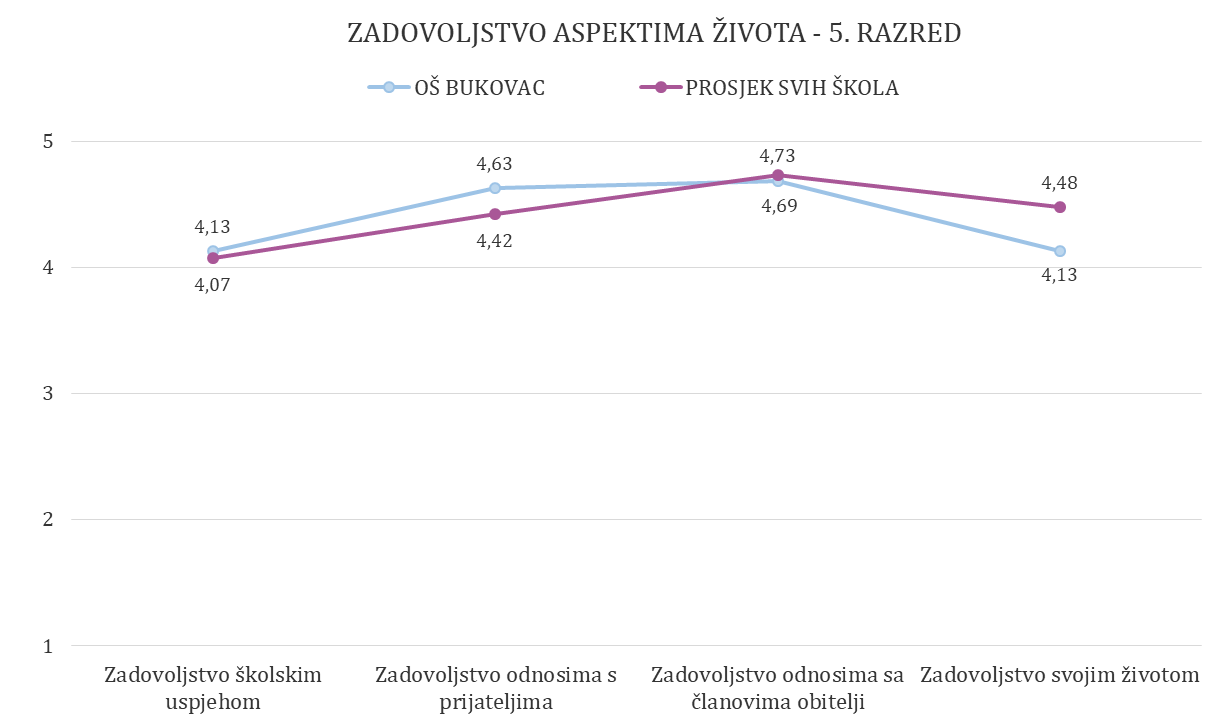 ZADOVOLJSTVO ASPEKTIMA ŽIVOTA - 5. RAZRED
OŠ BUKOVAC
PROSJEK SVIH ŠKOLA
5
4
3
2
1
4,13
4,63
4,69
4,13
4,07
4,42
4,73
4,48
Zadovoljstvo školskim
uspjehom
Zadovoljstvo odnosima s
prijateljima
Zadovoljstvo odnosima sa
članovima obitelji
Zadovoljstvo svojim životom